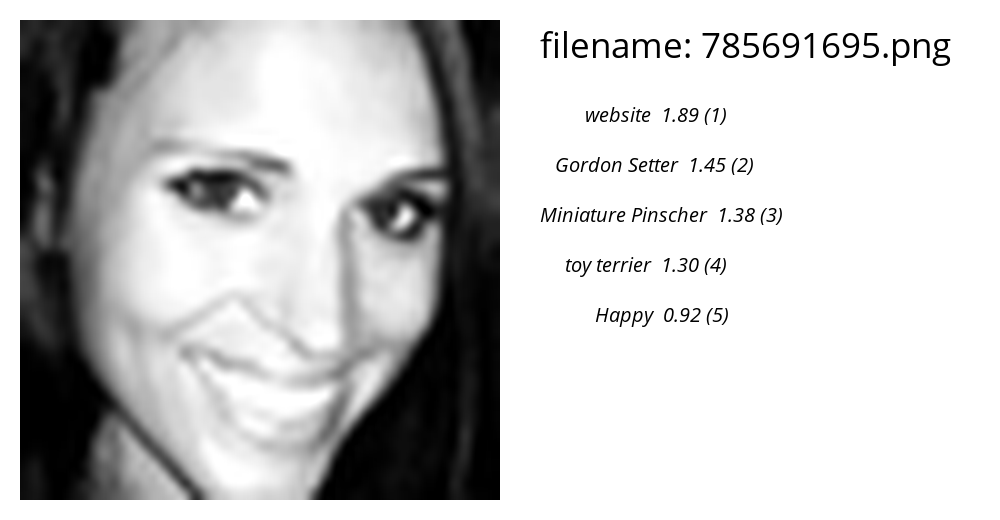 filename: 785691695.png
website 1.89 (1)
Gordon Setter 1.45 (2)
Miniature Pinscher 1.38 (3)
toy terrier 1.30 (4)
Happy 0.92 (5)